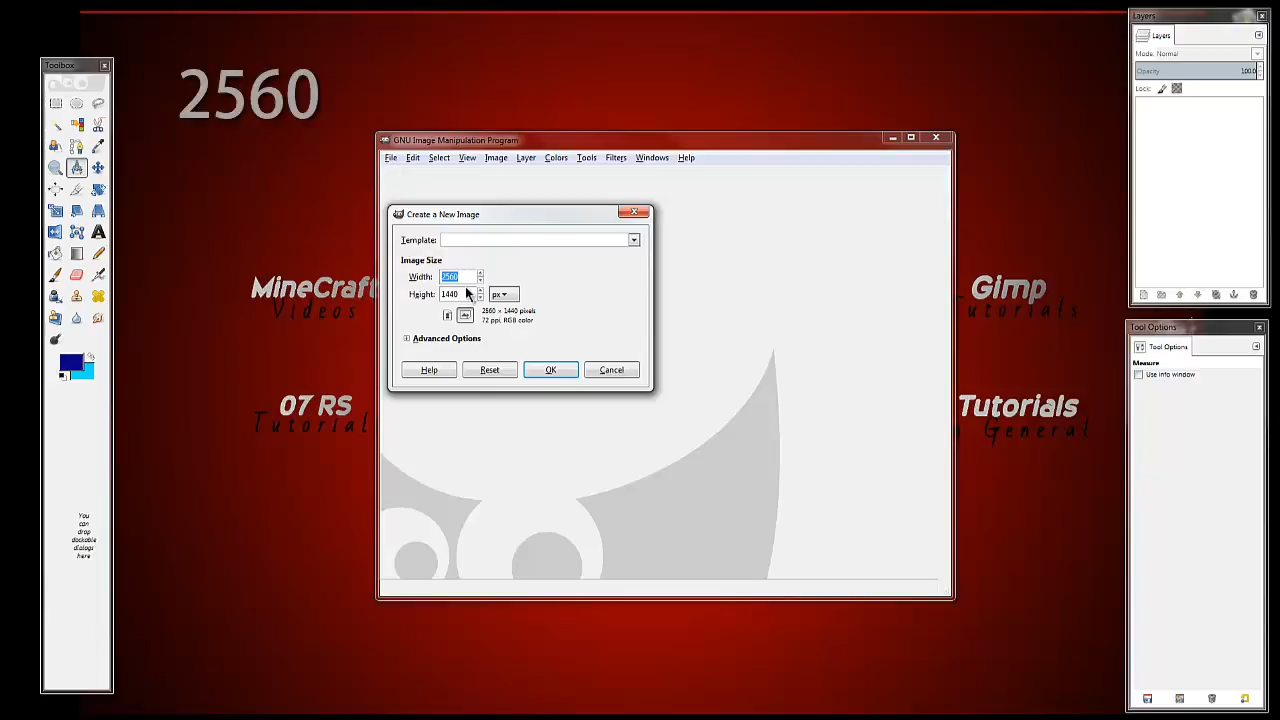 Layers
Toolbox
2560
Layers
Mode: Normal
Opacity 100.0
Lock:
GNU Image Manipulation Program
File Edit Select View Image Layer Colors Tools Filters Windows Help
Create a New Image
Template:
Image Size
Width: 2560
Height: 1440 px
2560 × 1440 pixels
72 ppi, RGB color
Advanced Options
Help Reset OK Cancel
MineCraft
Videos
Gimp
Tutorials
07 RS
Tutorial
Tutorials
General
You
can
drop
dockable
dialogs
here
Tool Options
Tool Options
Measure
Use info window